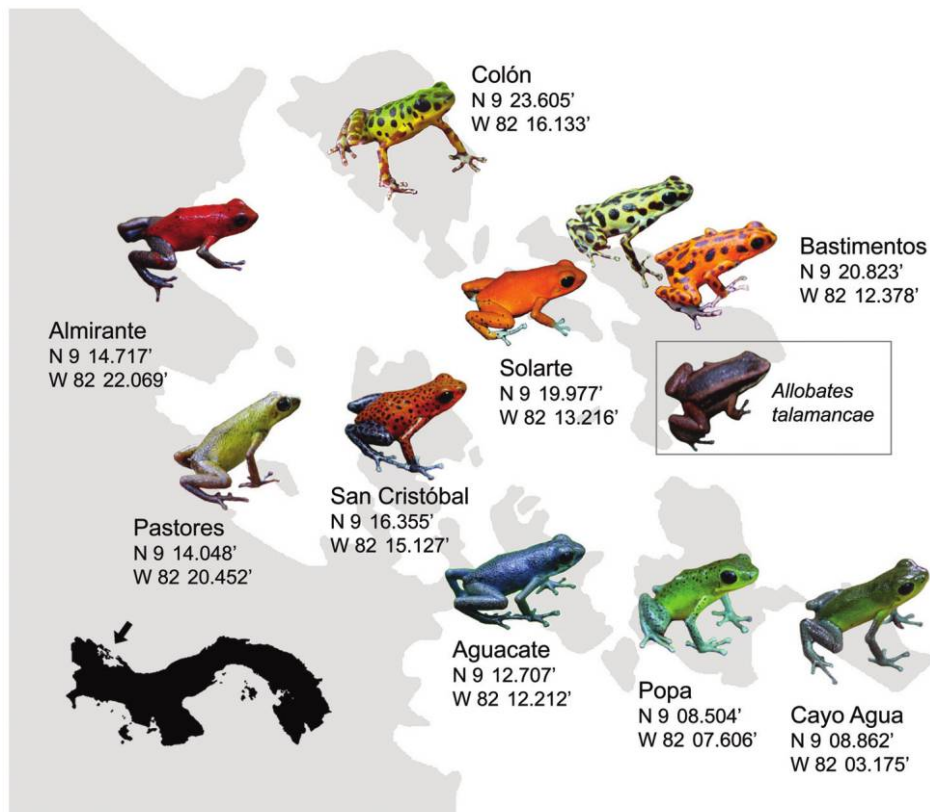 Colón
N 9 23.605’
W 82 16.133’
Bastimentos
N 9 20.823’
W 82 12.378’
Almirante
N 9 14.717’
W 82 22.069’
Solarte
N 9 19.977’
W 82 13.216’
Allobates
talamancae
Pastores
N 9 14.048’
W 82 20.452’
San Cristóbal
N 9 16.355’
W 82 15.127’
Aguacate
N 9 12.707’
W 82 12.212’
Popa
N 9 08.504’
W 82 07.606’
Cayo Agua
N 9 08.862’
W 82 03.175’